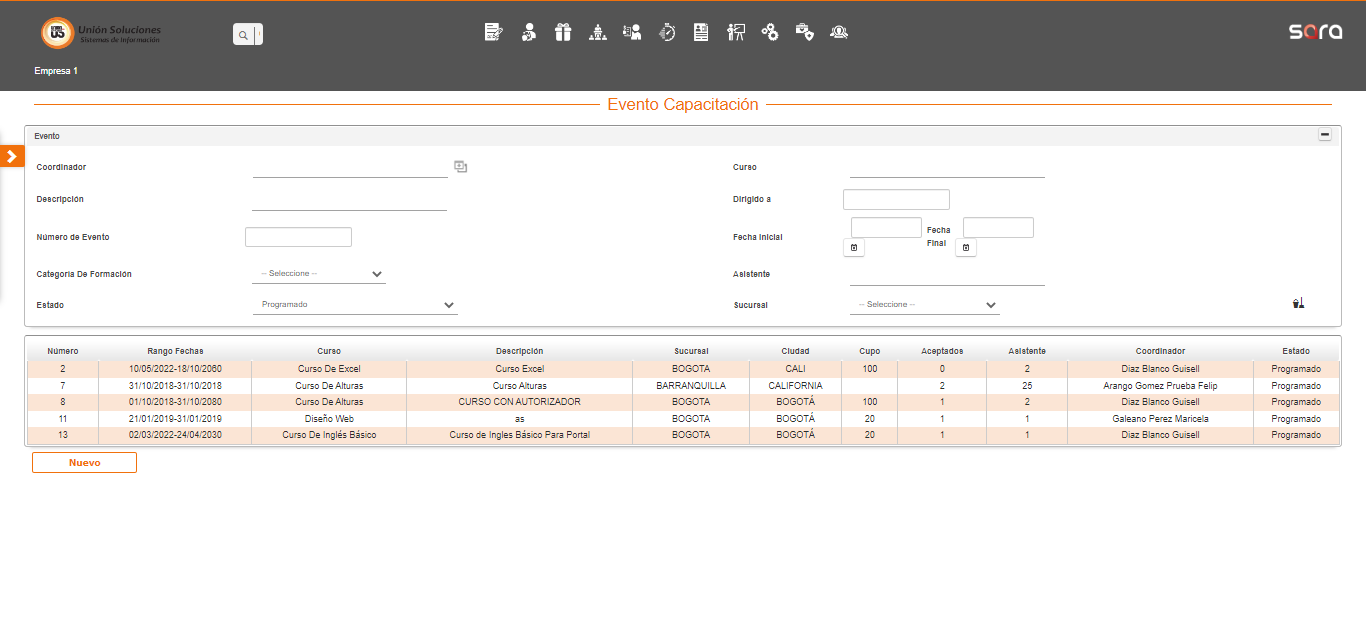 Unión Soluciones
Sistemas de Información
sora
Empresa 1
Evento Capacitación
Evento
Coordinador
Curso
Descripción
Dirigido a
Número de Evento
Fecha Inicial
Fecha Final
Categoría De Formación
-- Seleccione --
Asistente
Estado
Programado
Sucursal
-- Seleccione --
Número Rango Fechas Curso Descripción Sucursal Ciudad Cupo Aceptados Asistente Coordinador Estado
2 10/05/2022-18/10/2060 Curso De Excel Curso Excel BOGOTA CALI 100 0 2 Diaz Blanco Guisell Programado
7 31/10/2018-31/10/2018 Curso De Alturas Curso Alturas BARRANQUILLA CALIFORNIA 2 25 Arango Gomez Prueba Felip Programado
8 01/10/2018-31/10/2080 Curso De Alturas CURSO CON AUTORIZADOR BOGOTA BOGOTÁ 100 1 2 Diaz Blanco Guisell Programado
11 21/01/2019-31/01/2019 Diseño Web as BOGOTA BOGOTÁ 20 1 1 Galeano Perez Maricela Programado
13 02/03/2022-24/04/2030 Curso De Inglés Básico Curso de Ingles Básico Para Portal BOGOTA BOGOTÁ 20 1 1 Diaz Blanco Guisell Programado
Nuevo